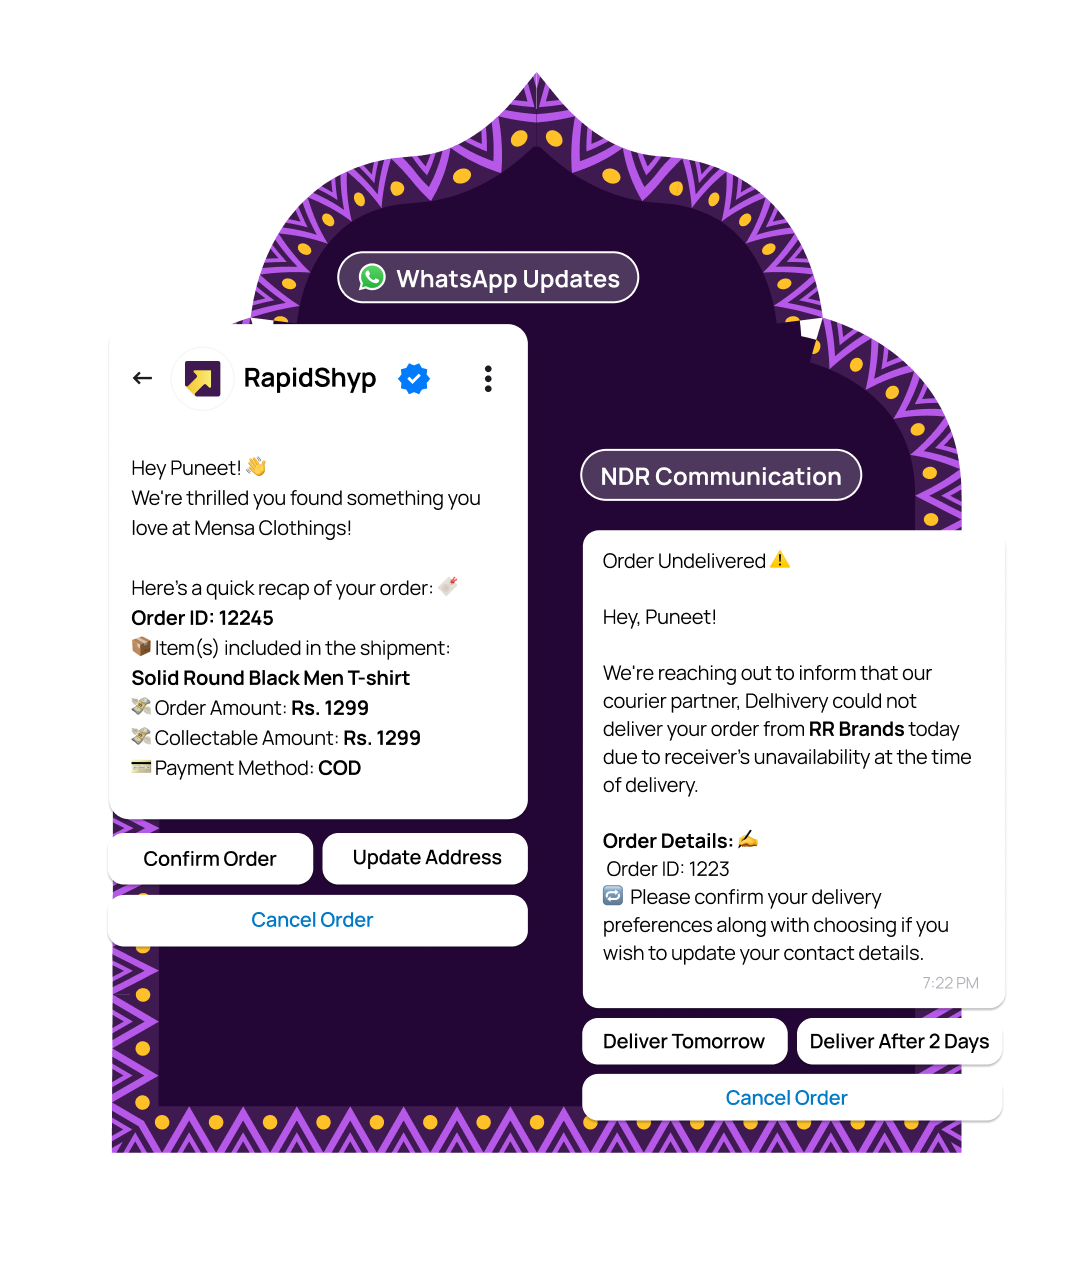 WhatsApp Updates
RapidShyp
Hey Puneet! 👋
We're thrilled you found something you
love at Mensa Clothings!
Here's a quick recap of your order:
Order ID: 12245
📦 Item(s) included in the shipment:
Solid Round Black Men T-shirt
💸 Order Amount: Rs. 1299
💸 Collectable Amount: Rs. 1299
💳 Payment Method: COD
Confirm Order
Update Address
Cancel Order
NDR Communication
Order Undelivered ⚠️
Hey, Puneet!
We're reaching out to inform that our
courier partner, Delhivery could not
deliver your order from RR Brands today
due to receiver's unavailability at the time
of delivery.
Order Details: ✍️
Order ID: 1223
🔁 Please confirm your delivery
preferences along with choosing if you
wish to update your contact details.
7:22 PM
Deliver Tomorrow
Deliver After 2 Days
Cancel Order